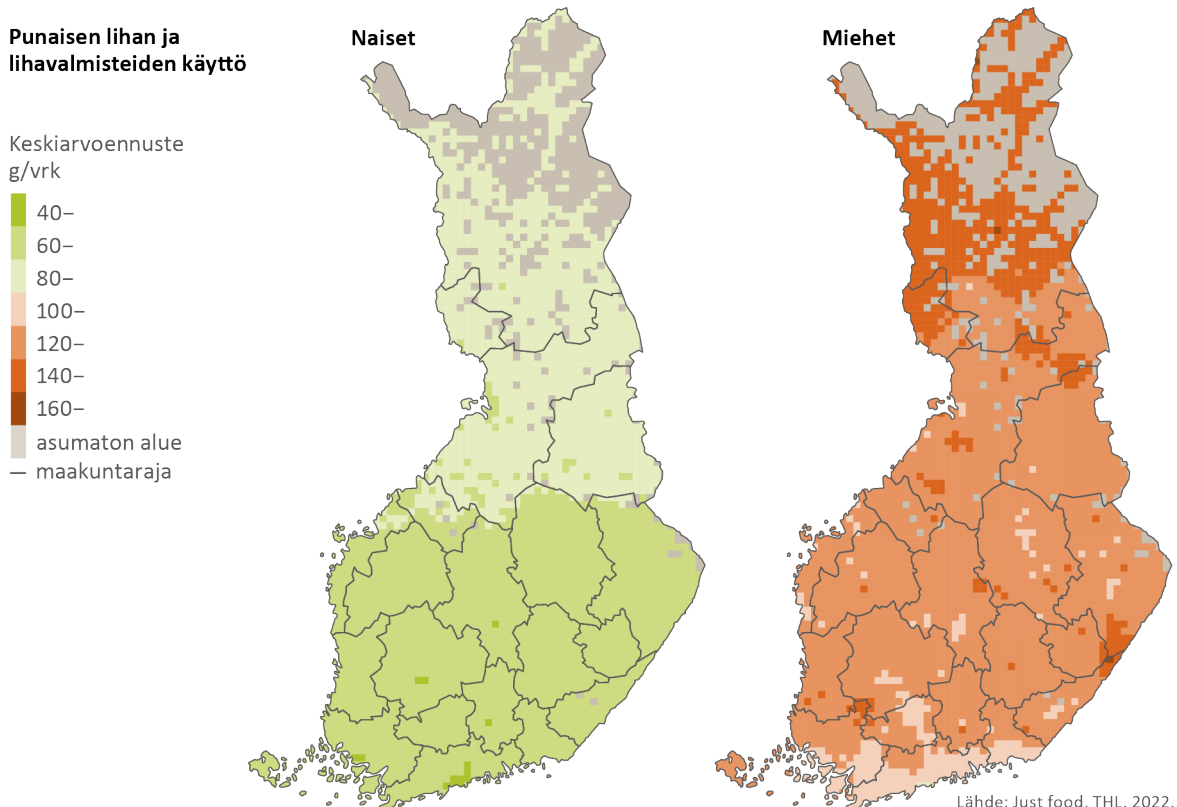 Punaisen lihan ja
lihavalmisteiden käyttö
Naiset
Miehet
Keskiarvoennuste
g/vrk
40–
60–
80–
100–
120–
140–
160–
asumaton alue
maakuntaraja
Lähde: Just food, THL, 2022.